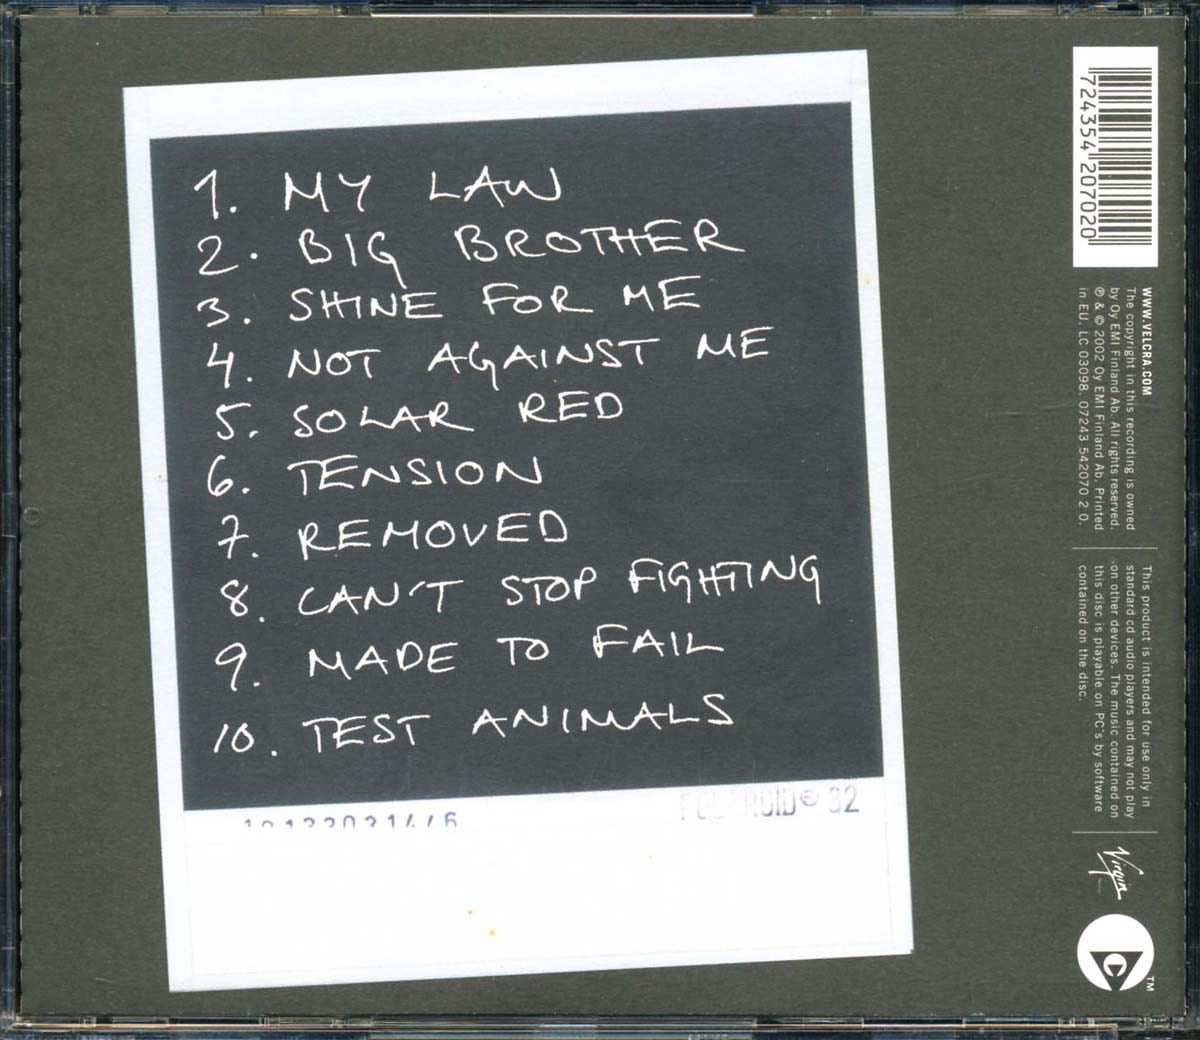 1. MY LAW
2. BIG BROTHER
3. SHINE FOR ME
4. NOT AGAINST ME
5. SOLAR RED
6. TENSION
7. REMOVED
8. CAN'T STOP FIGHTING
9. MADE TO FAIL
10. TEST ANIMALS
POLAROID® 32
7 24354 20702 0
WWW.VELCRA.COM
The copyright in this recording is owned
by Oy EMI Finland Ab. All rights reserved.
℗ & © 2002 Oy EMI Finland Ab. Printed
in EU. LC 03098. 07243 542070 2 0.
This product is intended for use only in
standard cd audio players and may not play
on other devices. The music contained on
this disc is playable on PC's by software
contained on the disc.
Virgin
C
TM